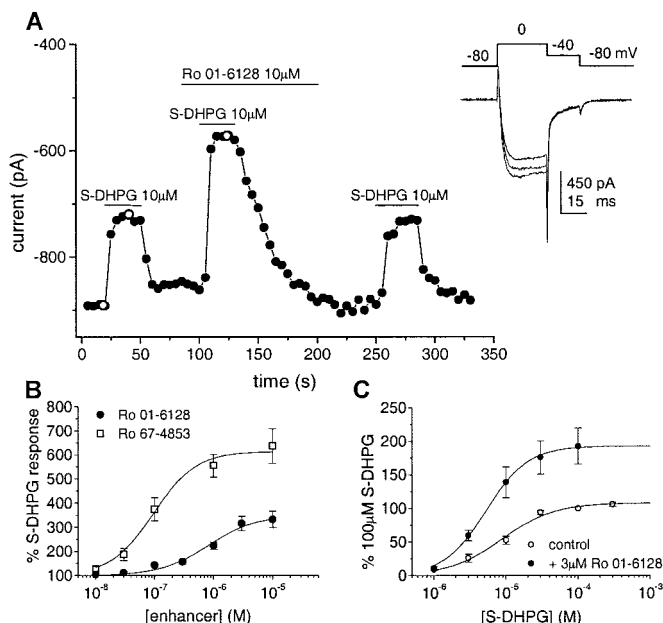 A
-400
-600
-800
current (pA)
Ro 01-6128 10μM
S-DHPG 10μM
S-DHPG 10μM
S-DHPG 10μM
0 50 100 150 200 250 300 350
time (s)
0
-80 -40 -80 mV
450 pA
15 ms
B
800
700
600
500
400
300
200
100
% S-DHPG response
Ro 01-6128
Ro 67-4853
10⁻⁸ 10⁻⁷ 10⁻⁶ 10⁻⁵
[enhancer] (M)
C
250
200
150
100
50
0
% 100μM S-DHPG
control
+ 3μM Ro 01-6128
10⁻⁶ 10⁻⁵ 10⁻⁴ 10⁻³
[S-DHPG] (M)